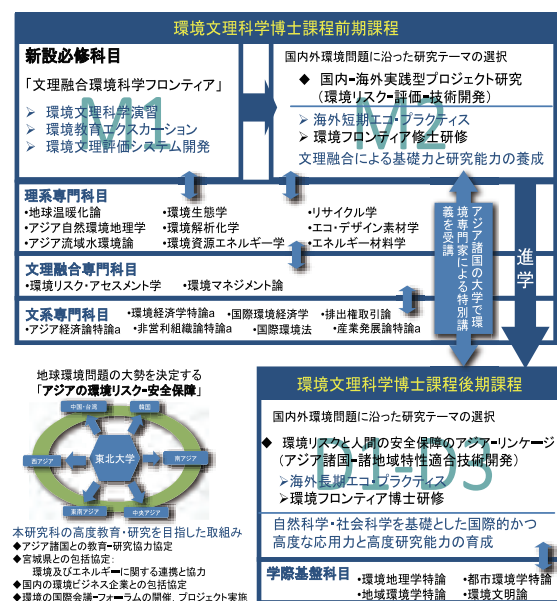 環境文理科学博士課程前期課程
新設必修科目
「文理融合環境科学フロンティア」
➢ 環境文理科学演習
➢ 環境教育エクスカーション
➢ 環境文理評価システム開発
M1
国内外環境問題に沿った研究テーマの選択
◆ 国内-海外実践型プロジェクト研究
(環境リスク-評価-技術開発)
➢海外短期エコ・プラクティス
➢環境フロンティア修士研修
文理融合による基礎力と研究能力の養成
M2
理系専門科目
•地球温暖化論 •環境生態学 •リサイクル学
•アジア自然環境地理学 •環境解析化学 •エコ・デザイン素材学
•アジア流域水環境論 •環境資源エネルギー学 •エネルギー材料学
文理融合専門科目
•環境リスク・アセスメント学 •環境マネジメント論
文系専門科目 •環境経済学特論a •国際環境経済学 •排出権取引論
•アジア経済論特論a •非営利組織論特論a •国際環境法 •産業発展論特論a
アジア諸国の大学で環境専門家による特別講義を受講
進学
地球環境問題の大勢を決定する
「アジアの環境リスク-安全保障」
中国・台湾
韓国
西アジア
東北大学
南アジア
東南アジア
中央アジア
本研究科の高度教育・研究を目指した取組み
◆アジア諸国との教育-研究協力協定
◆宮城県との包括協定:
環境及びエネルギーに関する連携と協力
◆国内の環境ビジネス企業との包括協定
◆環境の国際会議-フォーラムの開催、プロジェクト実施
環境文理科学博士課程後期課程
国内外環境問題に沿った研究テーマの選択
◆ 環境リスクと人間の安全保障のアジア-リンケージ
(アジア諸国-諸地域特性適合技術開発)
➢海外長期エコ・プラクティス
➢環境フロンティア博士研修
D1-D3
自然科学・社会科学を基礎とした国際的かつ
高度な応用力と高度研究能力の育成
学際基盤科目 •環境地理学特論 •都市環境学特論
•地域環境学特論 •環境文明論